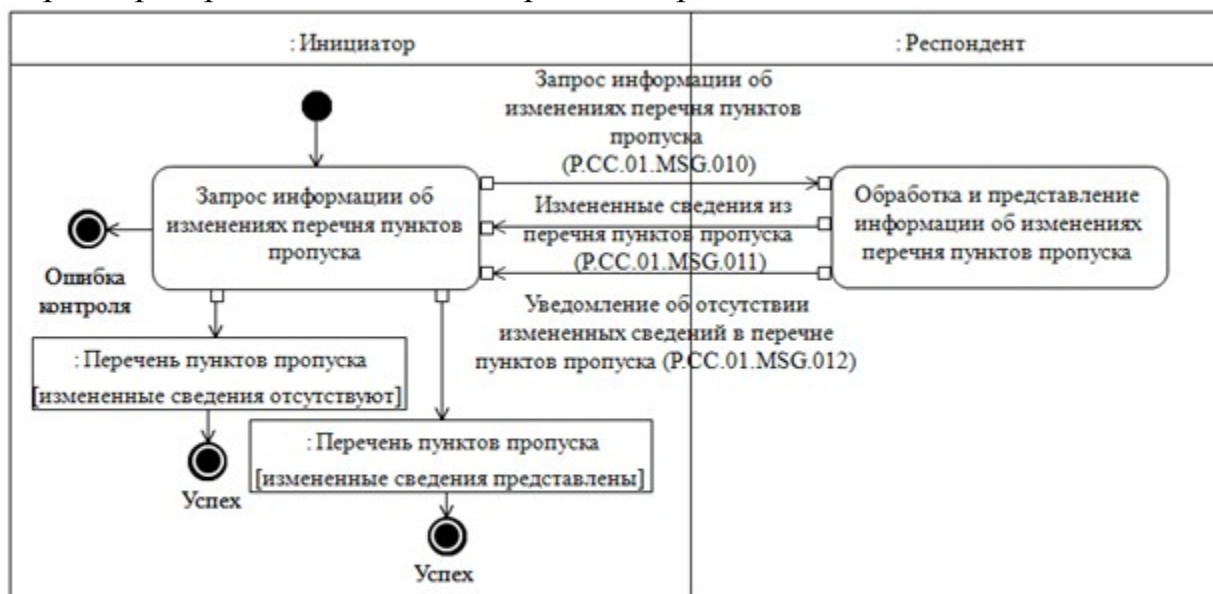 : Инициатор
: Респондент
Запрос информации об
изменениях перечня пунктов
пропуска
(P.CC.01.MSG.010)
Запрос информации об
изменениях перечня пунктов
пропуска
Измененные сведения из
перечня пунктов пропуска
(P.CC.01.MSG.011)
Обработка и представление
информации об изменениях
перечня пунктов пропуска
Ошибка
контроля
Уведомление об отсутствии
измененных сведений в перечне
пунктов пропуска (P.CC.01.MSG.012)
: Перечень пунктов пропуска
[измененные сведения отсутствуют]
: Перечень пунктов пропуска
[измененные сведения представлены]
Успех
Успех